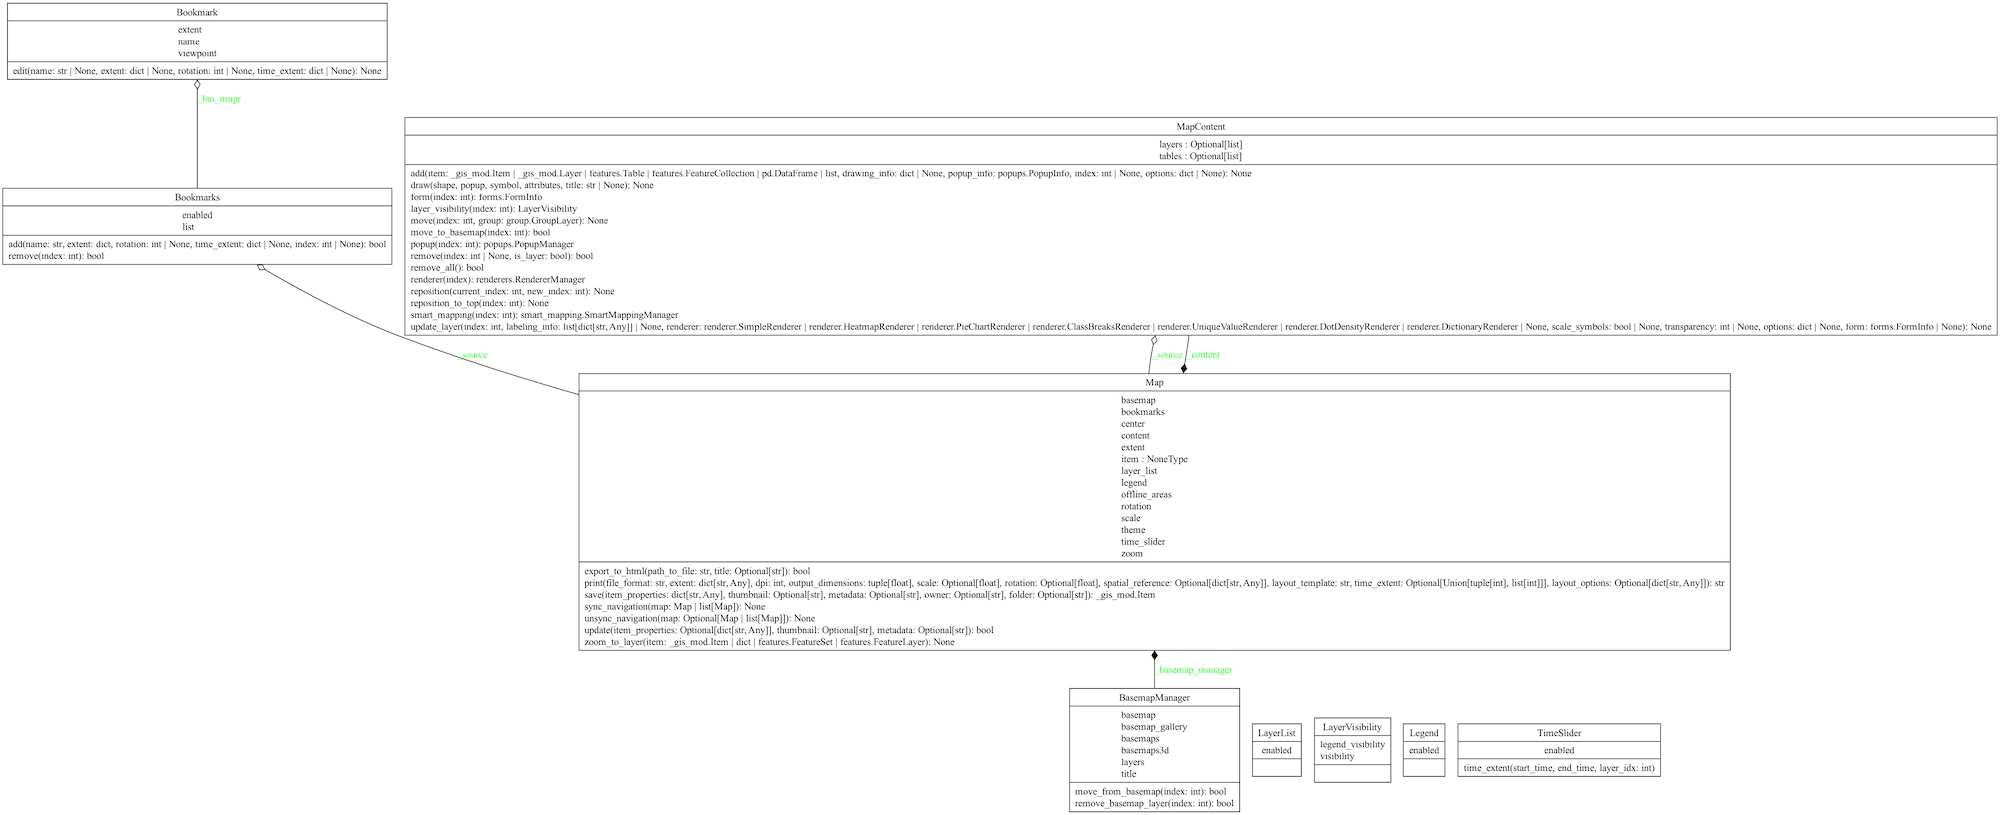 Bookmark
extent
name
viewpoint
edit(name: str | None, extent: dict | None, rotation: int | None, time_extent: dict | None): None
_bm_mngr
Bookmarks
enabled
list
add(name: str, extent: dict, rotation: int | None, time_extent: dict | None, index: int | None): bool
remove(index: int): bool
MapContent
layers : Optional[list]
tables : Optional[list]
add(item: _gis_mod.Item | _gis_mod.Layer | features.Table | features.FeatureCollection | pd.DataFrame | list, drawing_info: dict | None, popup_info: popups.PopupInfo, index: int | None, options: dict | None): None
draw(shape, popup, symbol, attributes, title: str | None): None
form(index: int): forms.FormInfo
layer_visibility(index: int): LayerVisibility
move(index: int, group: group.GroupLayer): None
move_to_basemap(index: int): bool
popup(index: int): popups.PopupManager
remove(index: int | None, is_layer: bool): bool
remove_all(): bool
renderer(index): renderers.RendererManager
reposition(current_index: int, new_index: int): None
reposition_to_top(index: int): None
smart_mapping(index: int): smart_mapping.SmartMappingManager
update_layer(index: int, labeling_info: list[dict[str, Any]] | None, renderer: renderer.SimpleRenderer | renderer.HeatmapRenderer | renderer.PieChartRenderer | renderer.ClassBreaksRenderer | renderer.UniqueValueRenderer | renderer.DotDensityRenderer | renderer.DictionaryRenderer | None, scale_symbols: bool | None, transparency: int | None, options: dict | None, form: forms.FormInfo | None): None
_source
_source
_content
Map
basemap
bookmarks
center
content
extent
item : NoneType
layer_list
legend
offline_areas
rotation
scale
theme
time_slider
zoom
export_to_html(path_to_file: str, title: Optional[str]): bool
print(file_format: str, extent: dict[str, Any], dpi: int, output_dimensions: tuple[float], scale: Optional[float], rotation: Optional[float], spatial_reference: Optional[dict[str, Any]], layout_template: str, time_extent: Optional[Union[tuple[int], list[int]]], layout_options: Optional[dict[str, Any]]): str
save(item_properties: dict[str, Any], thumbnail: Optional[str], metadata: Optional[str], owner: Optional[str], folder: Optional[str]): _gis_mod.Item
sync_navigation(map: Map | list[Map]): None
unsync_navigation(map: Optional[Map | list[Map]]): None
update(item_properties: Optional[dict[str, Any]], thumbnail: Optional[str], metadata: Optional[str]): bool
zoom_to_layer(item: _gis_mod.Item | dict | features.FeatureSet | features.FeatureLayer): None
_basemap_manager
BasemapManager
basemap
basemap_gallery
basemaps
basemaps3d
layers
title
move_from_basemap(index: int): bool
remove_basemap_layer(index: int): bool
LayerList
enabled
LayerVisibility
legend_visibility
visibility
Legend
enabled
TimeSlider
enabled
time_extent(start_time, end_time, layer_idx: int)